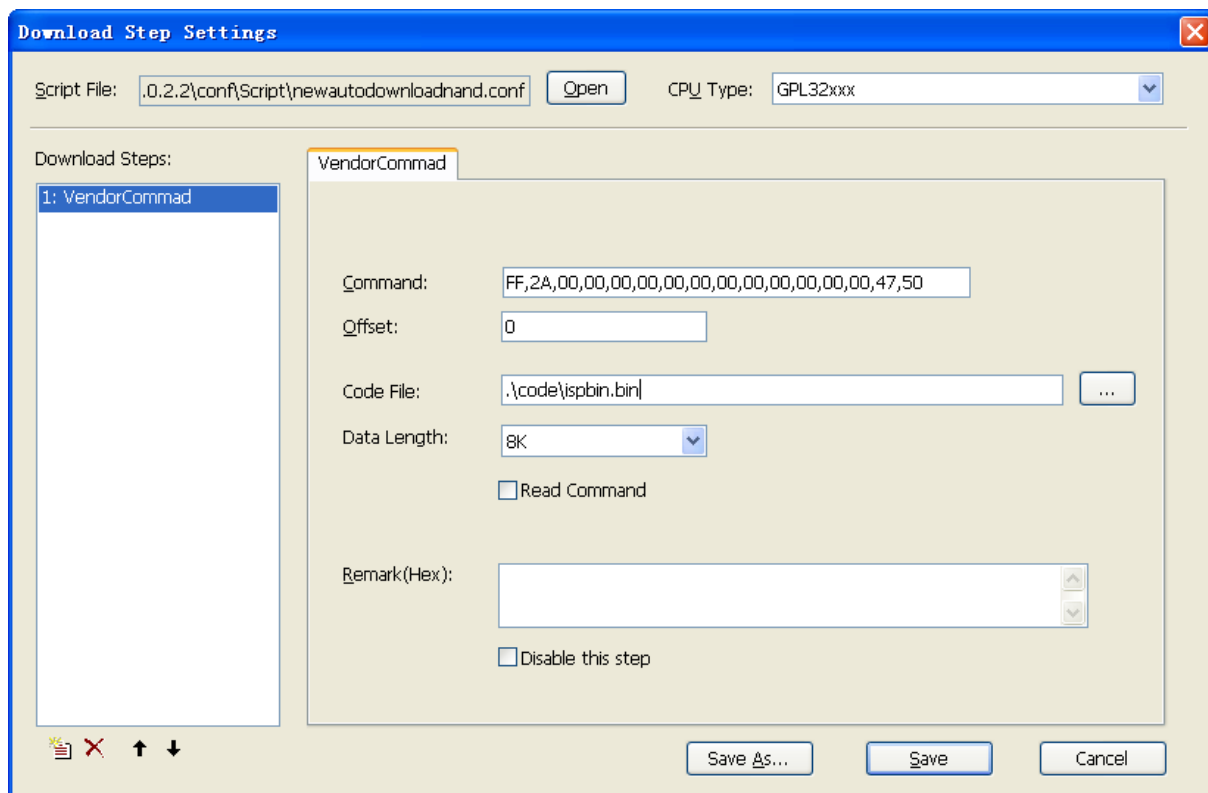 Download Step Settings
Script File: .0.2.2\conf\Script\newautodownloadnand.conf Open CPU Type: GPL32xxx
Download Steps:
VendorCommad
1: VendorCommad
Command: FF,2A,00,00,00,00,00,00,00,00,00,00,00,00,47,50
Offset: 0
Code File: .\code\ispbin.bin ...
Data Length: 8K
Read Command
Remark(Hex):
Disable this step
Save As... Save Cancel